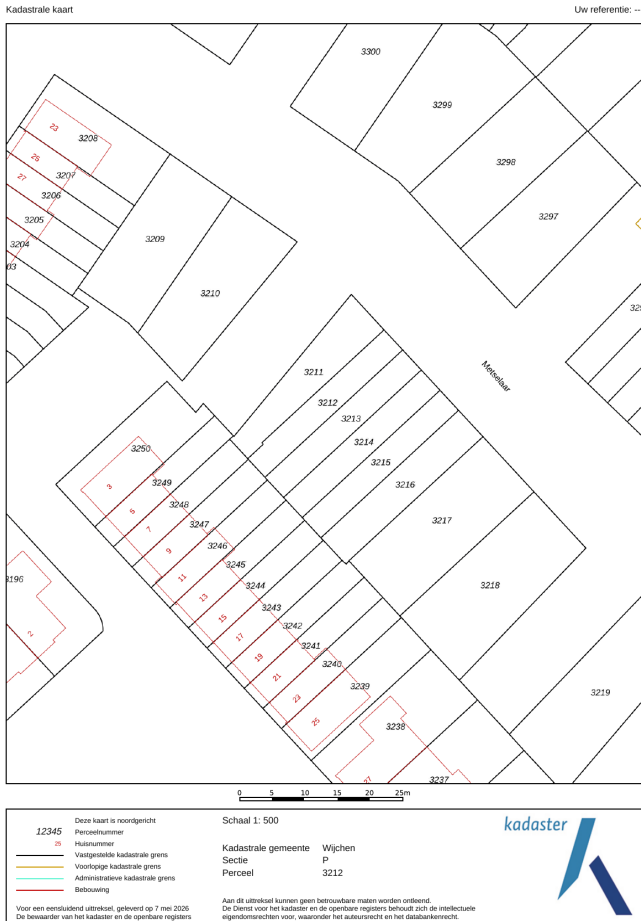 Kadastrale kaart
Uw referentie: --
3300
3299
3298
3297
23
3208
25
3207
27
3206
3205
3204
03
3209
3210
Metselaar
3211
3212
3213
3214
3215
3216
3217
3218
3219
3250
3
3249
5
3248
7
3247
9
3246
11
3245
13
3244
15
3243
17
3242
19
3241
21
3240
23
3239
25
3238
27
3237
3196
2
0 5 10 15 20 25m
Deze kaart is noordgericht
12345 Perceelnummer
25 Huisnummer
Vastgestelde kadastrale grens
Voorlopige kadastrale grens
Administratieve kadastrale grens
Bebouwing
Voor een eensluidend uittreksel, geleverd op 7 mei 2026
De bewaarder van het kadaster en de openbare registers
Schaal 1: 500
Kadastrale gemeente Wijchen
Sectie P
Perceel 3212
Aan dit uittreksel kunnen geen betrouwbare maten worden ontleend.
De Dienst voor het kadaster en de openbare registers behoudt zich de intellectuele
eigendomsrechten voor, waaronder het auteursrecht en het databankenrecht.
kadaster